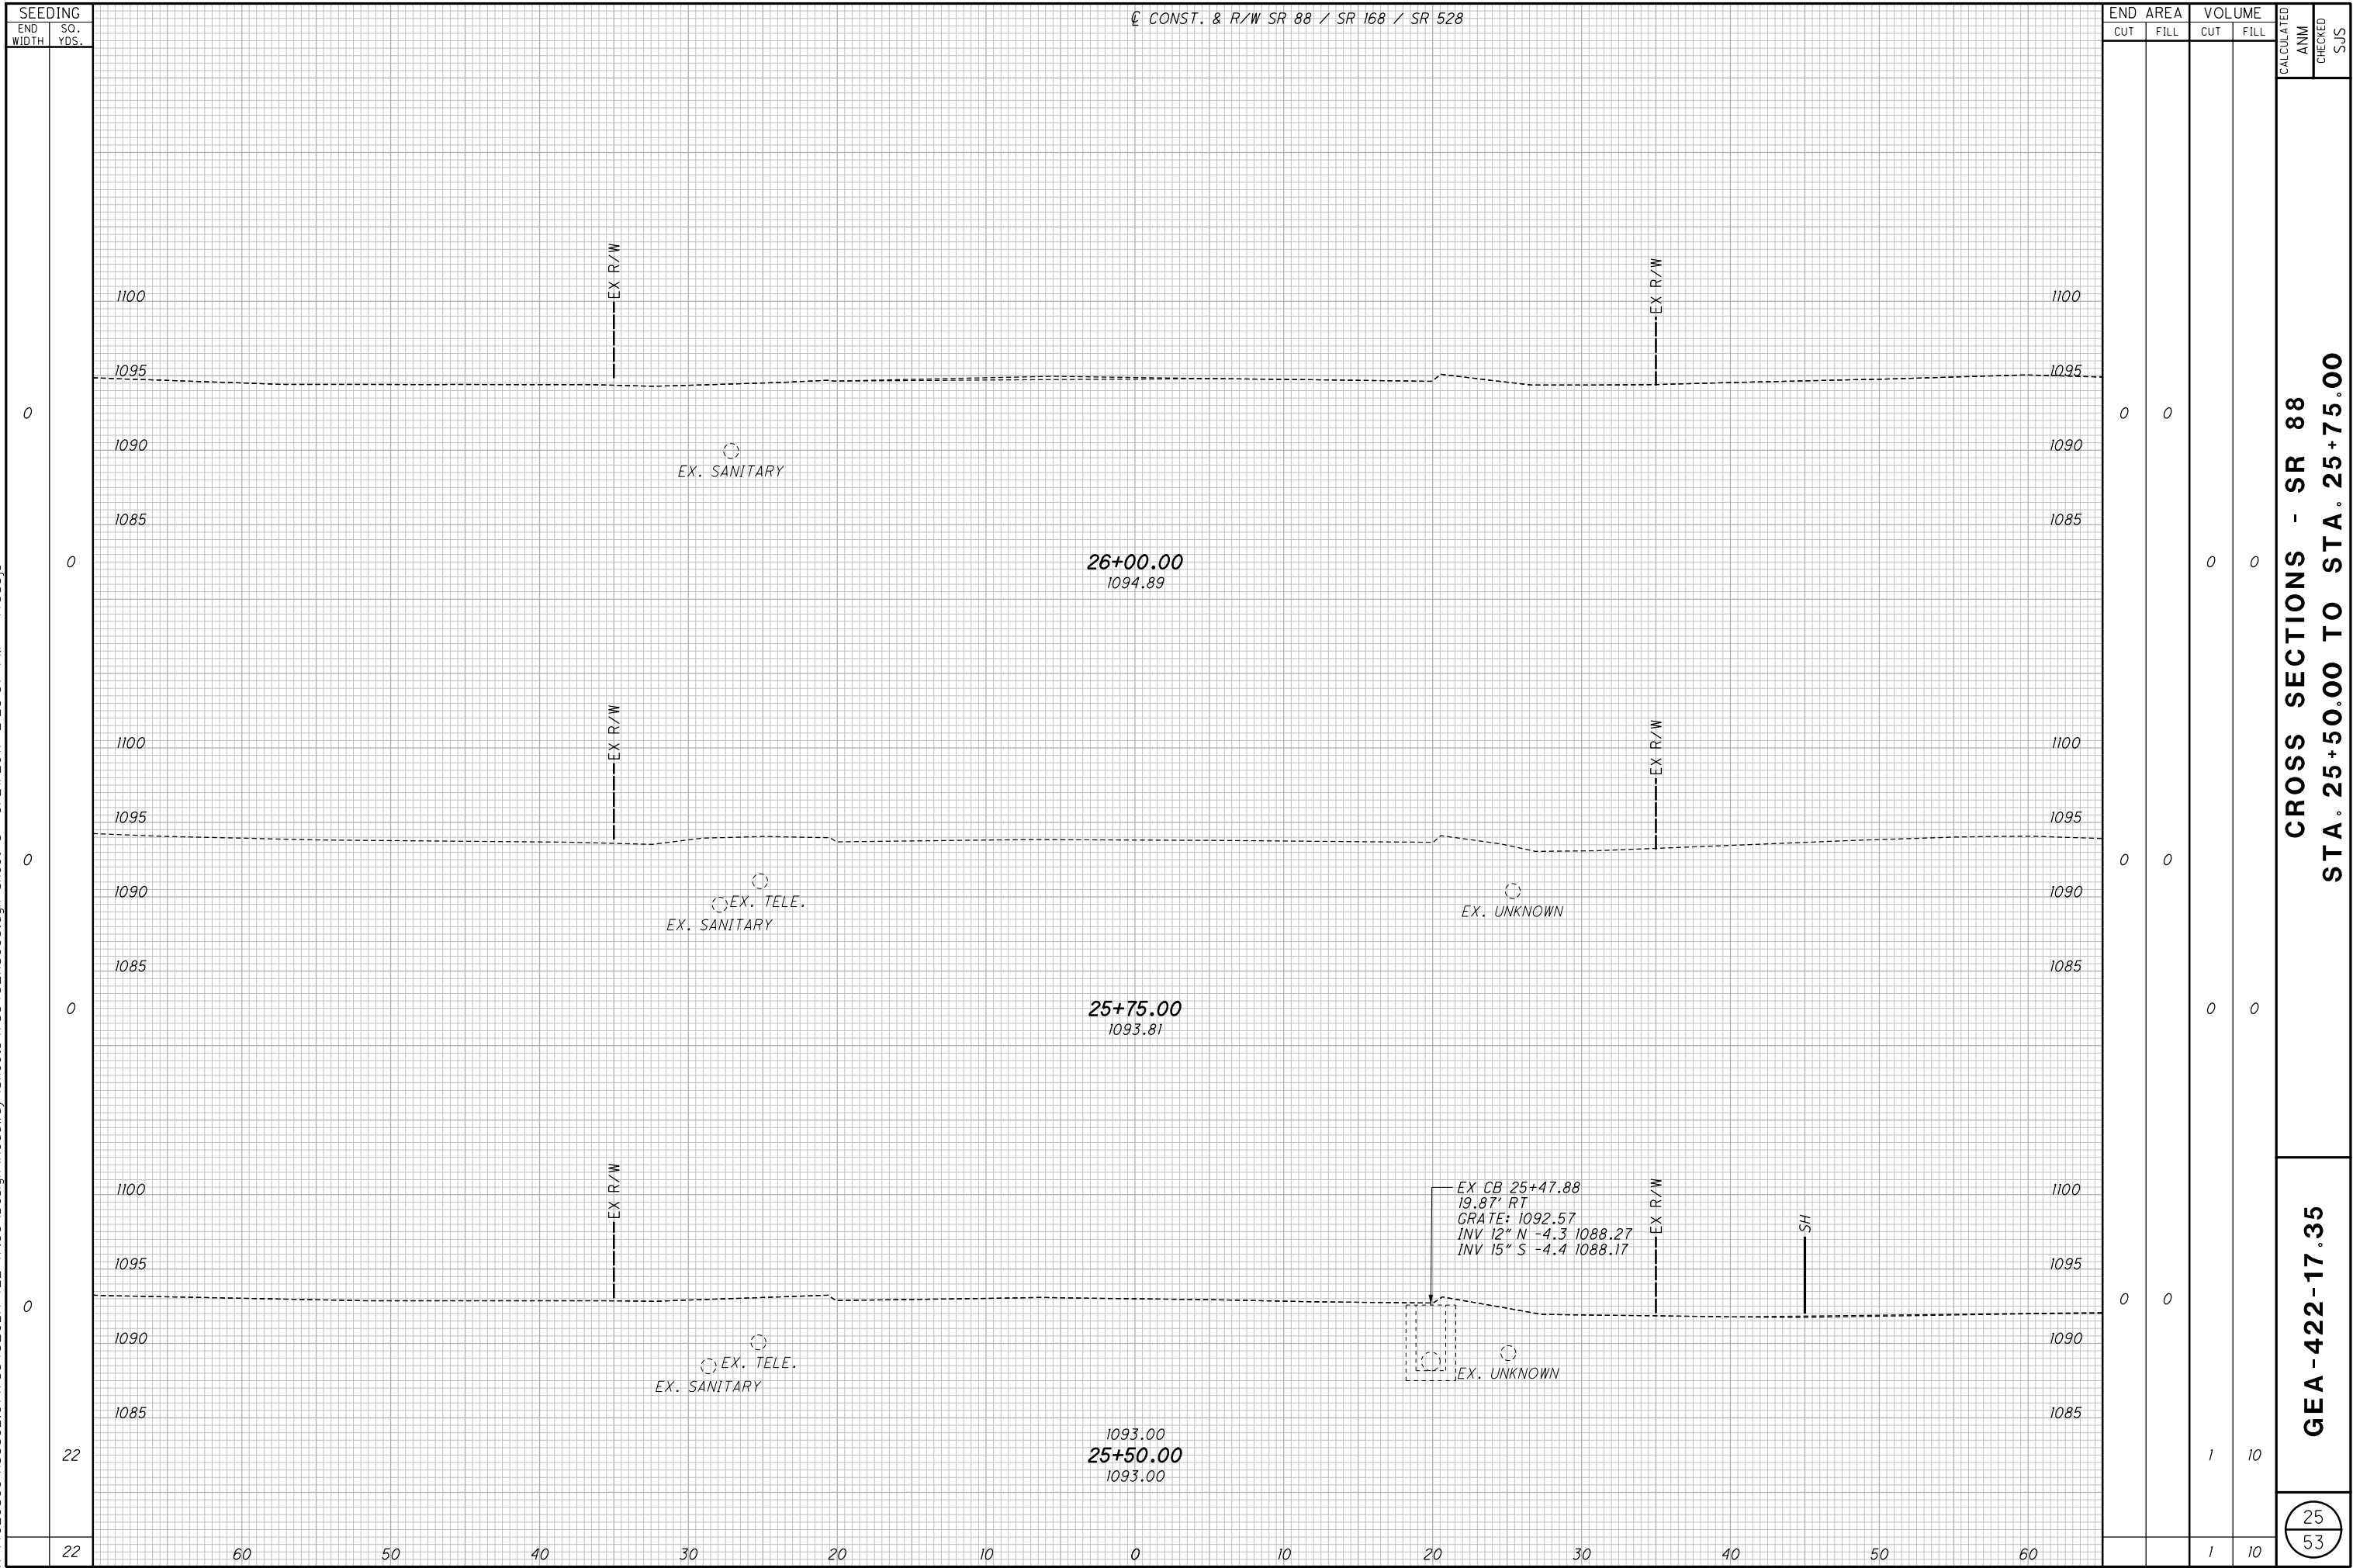 SEEDING
END WIDTH
SQ. YDS.
℄ CONST. & R/W SR 88 / SR 168 / SR 528
END AREA
VOLUME
CUT
FILL
CUT
FILL
CALCULATED
ANM
CHECKED
SJS
EX R/W
EX R/W
1100
1100
1095
1095
0
0
0
1090
1090
EX. SANITARY
1085
1085
0
26+00.00
0
0
1094.89
EX R/W
EX R/W
1100
1100
1095
1095
0
0
0
1090
1090
EX. TELE.
EX. SANITARY
EX. UNKNOWN
1085
1085
0
25+75.00
0
0
1093.81
EX R/W
EX R/W
SH
1100
1100
EX CB 25+47.88
19.87' RT
GRATE: 1092.57
INV 12" N -4.3 1088.27
INV 15" S -4.4 1088.17
1095
1095
0
0
0
1090
1090
EX. TELE.
EX. SANITARY
EX. UNKNOWN
1085
1085
1093.00
22
25+50.00
1
10
1093.00
22
60 50 40 30 20 10 0 10 20 30 40 50 60
1
10
CROSS SECTIONS - SR 88
STA. 25+50.00 TO STA. 25+75.00
GEA-422-17.35
25
53